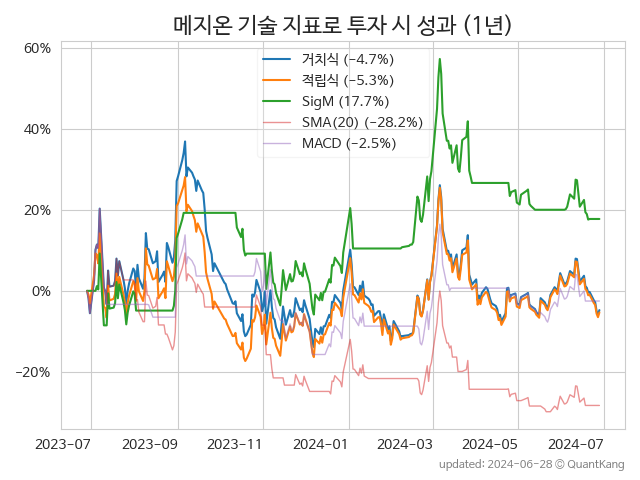 메지온 기술 지표로 투자 시 성과 (1년)
60%
40%
20%
0%
−20%
거치식 (−4.7%)
적립식 (−5.3%)
SigM (17.7%)
SMA(20) (−28.2%)
MACD (−2.5%)
2023-07
2023-09
2023-11
2024-01
2024-03
2024-05
2024-07
updated: 2024-06-28 © QuantKang